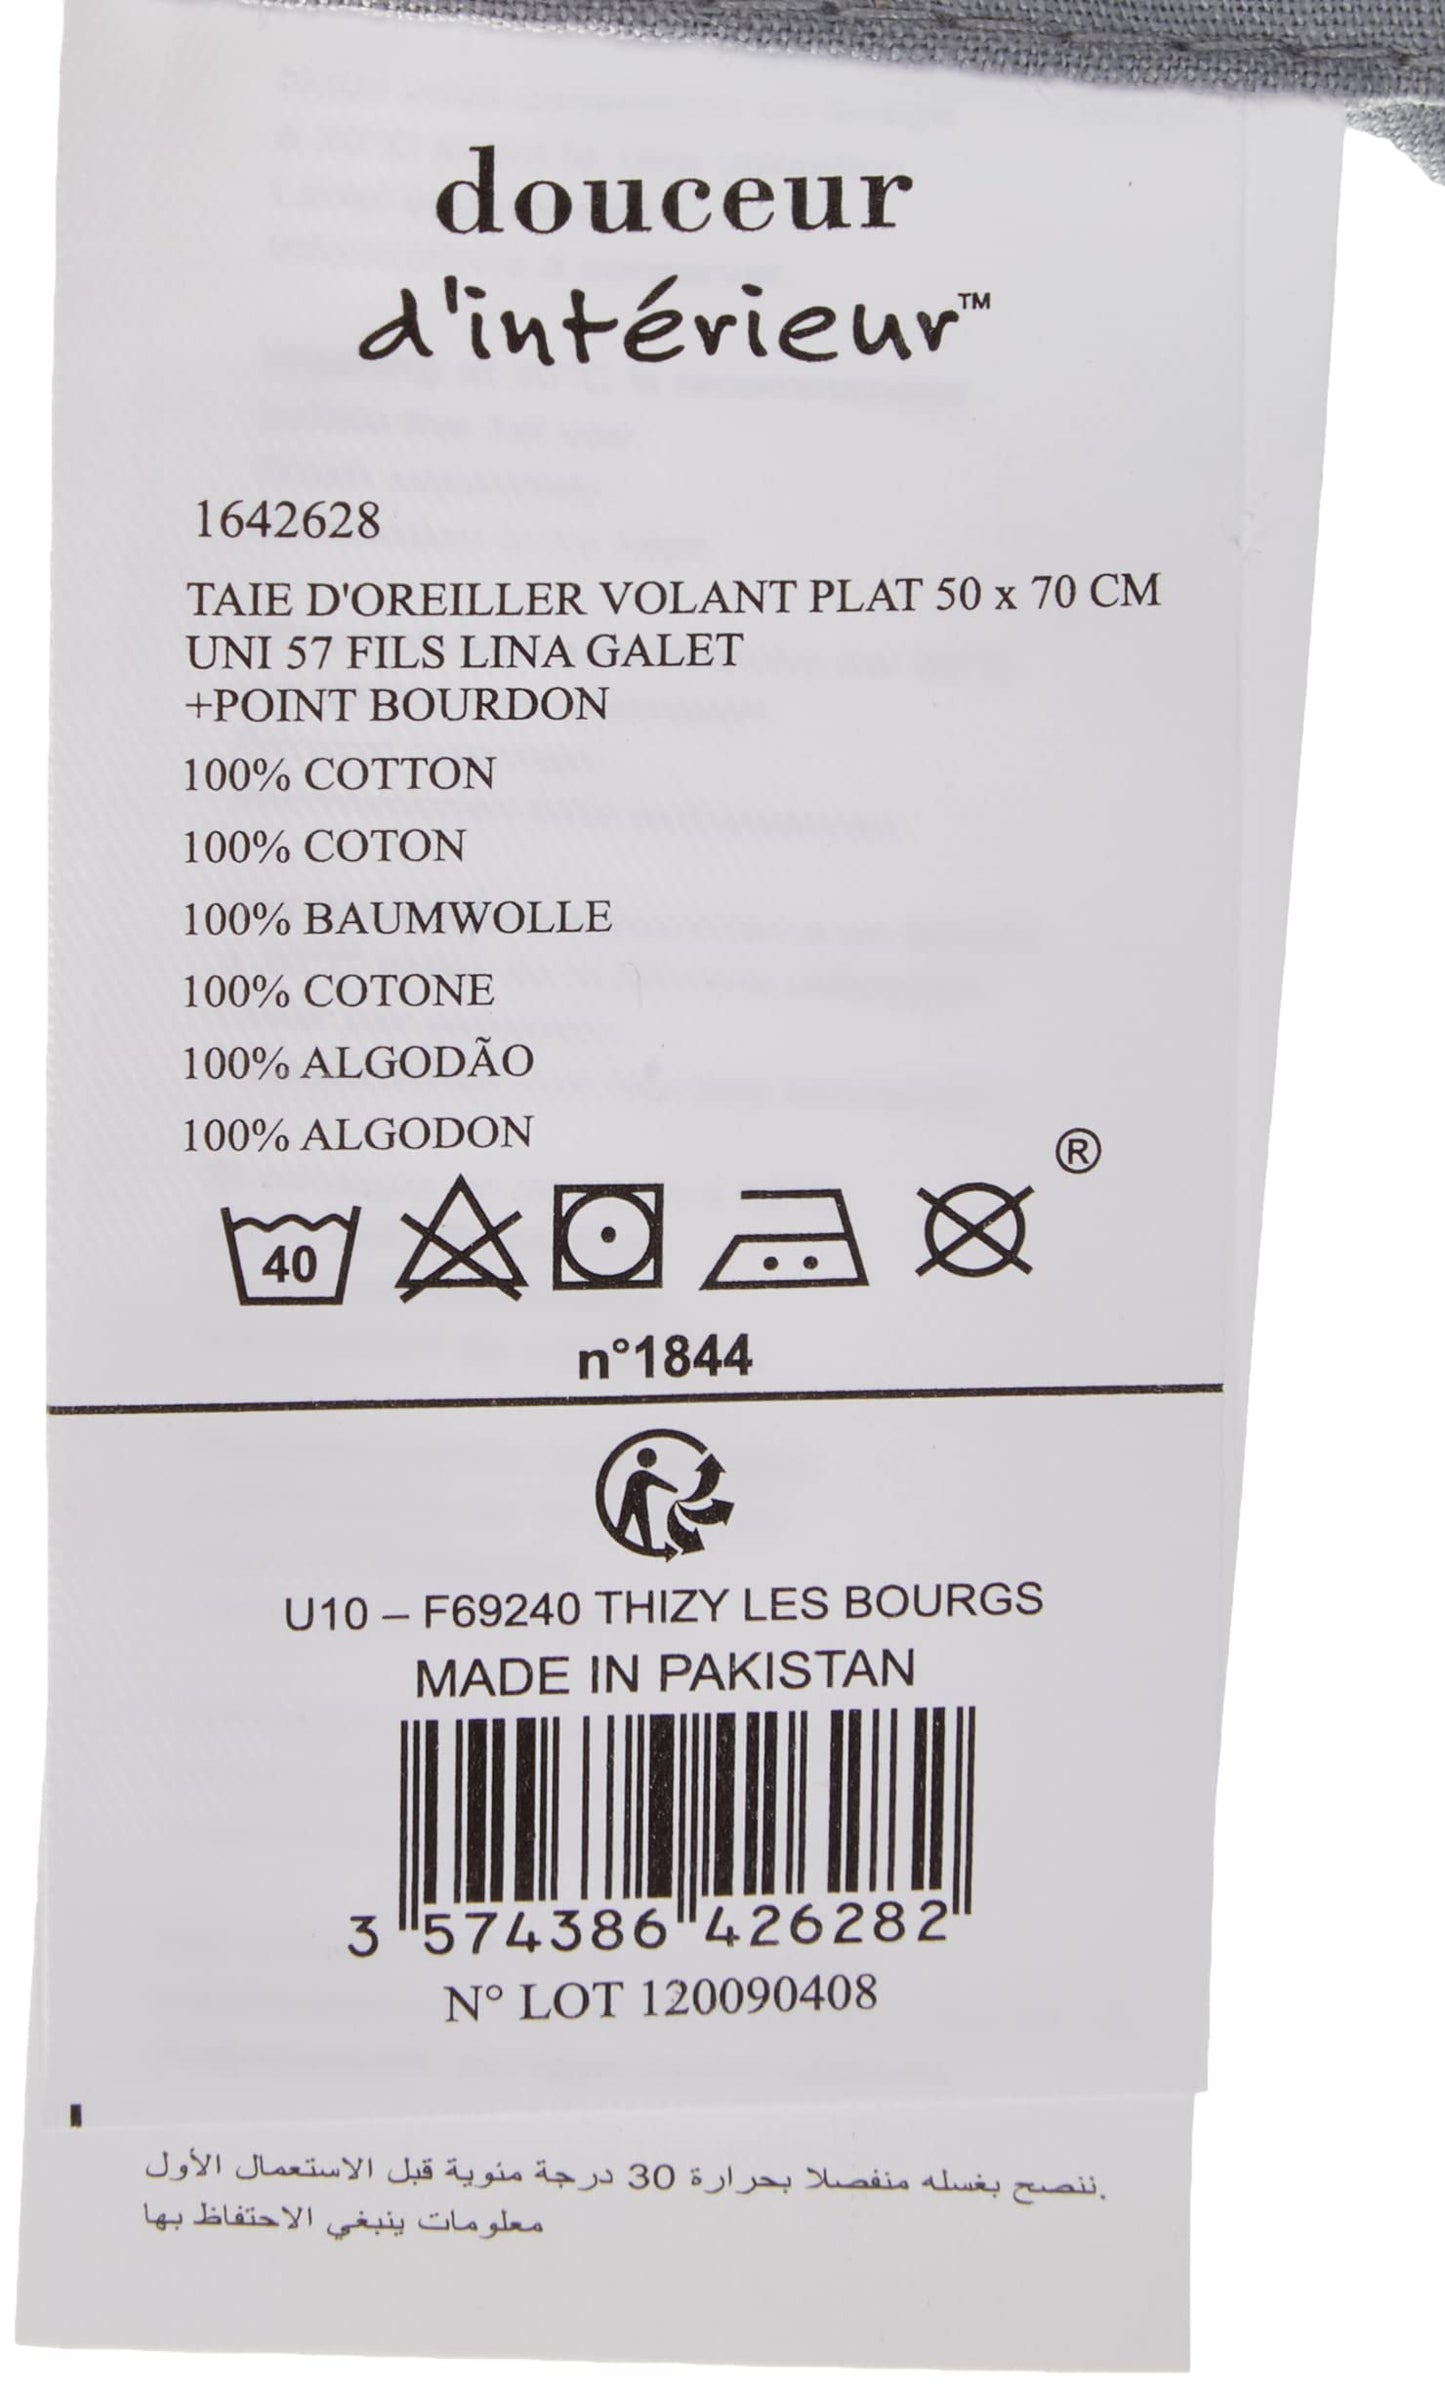 douceur
d'intérieur™
1642628
TAIE D'OREILLER VOLANT PLAT 50 x 70 CM
UNI 57 FILS LINA GALET
+POINT BOURDON
100% COTTON
100% COTON
100% BAUMWOLLE
100% COTONE
100% ALGODÃO
100% ALGODON
®
40
n°1844
U10 – F69240 THIZY LES BOURGS
MADE IN PAKISTAN
3 574386 426282
N° LOT 120090408
ننصح بغسله منفصلا بحرارة 30 درجة مئوية قبل الاستعمال الأول.
معلومات ينبغي الاحتفاظ بها